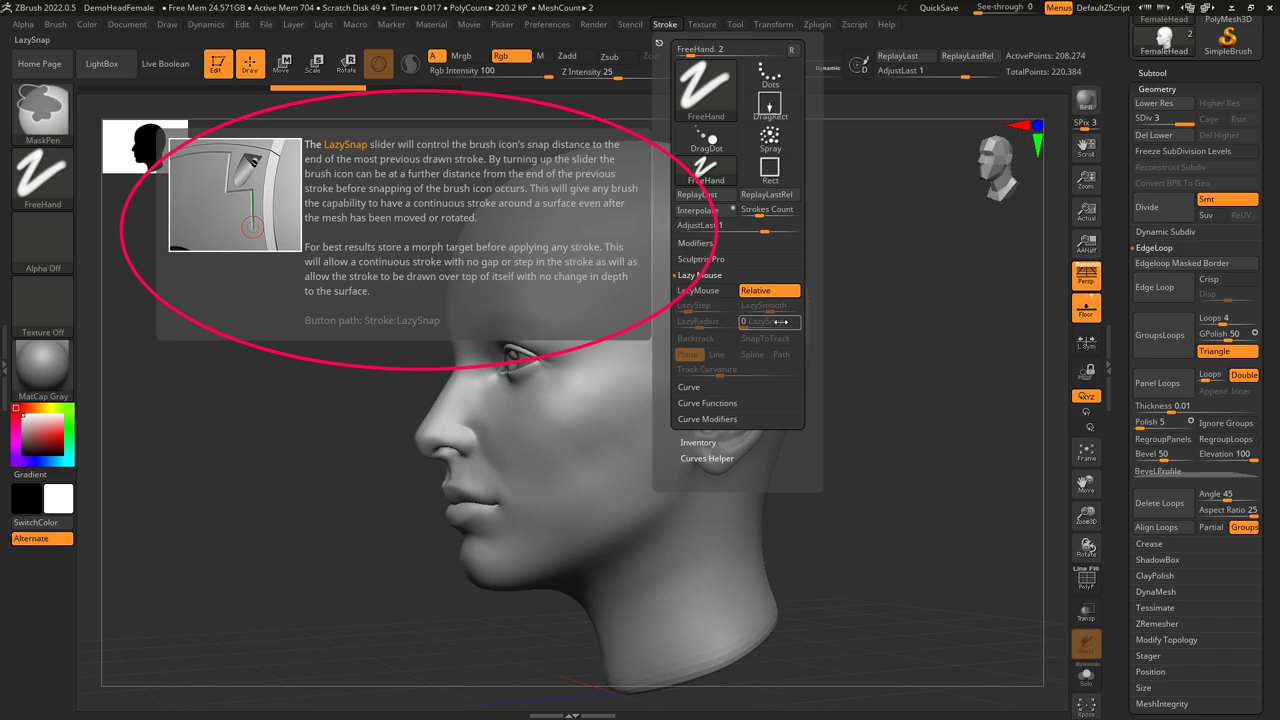 ZBrush 2022.0.5 DemoHeadFemale • Free Mem 24.571GB • Active Mem 704 • Scratch Disk 49 • Timer▸0.017 • PolyCount▸220.2 KP • MeshCount▸2 AC QuickSave See-through 0 Menus DefaultZScript
Alpha Brush Color Document Draw Dynamics Edit File Layer Light Macro Marker Material Movie Picker Preferences Render Stencil Stroke Texture Tool Transform Zplugin Zscript Help
LazySnap
Home Page LightBox Live Boolean
Edit Draw Move Scale Rotate
A Mrgb Rgb M Zadd Zsub
Rgb Intensity 100 Z Intensity 25
Dynamic
ReplayLast ReplayLastRel ActivePoints: 208,274
AdjustLast 1 TotalPoints: 220,384
MaskPen
FreeHand
Alpha Off
Texture Off
MatCap Gray
Gradient
SwitchColor
Alternate
The LazySnap slider will control the brush icon's snap distance to the
end of the most previous drawn stroke. By turning up the slider the
brush icon can be at a further distance from the end of the previous
stroke before snapping of the brush icon occurs. This will give any brush
the capability to have a continuous stroke around a surface even after
the mesh has been moved or rotated.
For best results store a morph target before applying any stroke. This
will allow a continuous stroke with no gap or step in the stroke as will as
allow the stroke to be drawn over top of itself with no change in depth
to the surface.
Button path: Stroke:LazySnap
FreeHand. 2 R
FreeHand
Dots
DragRect
DragDot Spray
FreeHand Rect
ReplayLast ReplayLastRel
Interpolate Strokes Count
AdjustLast 1
Modifiers
Sculptris Pro
Lazy Mouse
LazyMouse Relative
LazyStep LazySmooth
LazyRadius 0
Backtrack SnapToTrack
Plane Line Spline Path
Track Curvature
Curve
Curve Functions
Curve Modifiers
Inventory
Curves Helper
BPR
SPix 3
Scroll
Zoom
Actual
AAHalf
Dynamic
Persp
Floor
L.Sym
XYZ
Frame
Move
Zoom3D
Rotate
Line Fill
PolyF
Transp
Ghost
Dynamic
Solo
Xpose
FemaleHead PolyMesh3D
2
FemaleHead SimpleBrush
Subtool
Geometry
Lower Res Higher Res
SDiv 3 Cage Rstr
Del Lower Del Higher
Freeze SubDivision Levels
Reconstruct Subdiv
Convert BPR To Geo
Divide Smt
Suv ReUV
Dynamic Subdiv
EdgeLoop
Edgeloop Masked Border
Edge Loop Crisp
Disp
GroupsLoops Loops 4
GPolish 50
Triangle
Panel Loops Loops Double
Append Inner
Thickness 0.01
Polish 5 Ignore Groups
RegroupPanels RegroupLoops
Bevel 50 Elevation 100
Bevel Profile
Delete Loops Angle 45
Aspect Ratio 25
Align Loops Partial Groups
Crease
ShadowBox
ClayPolish
DynaMesh
Tessimate
ZRemesher
Modify Topology
Stager
Position
Size
MeshIntegrity